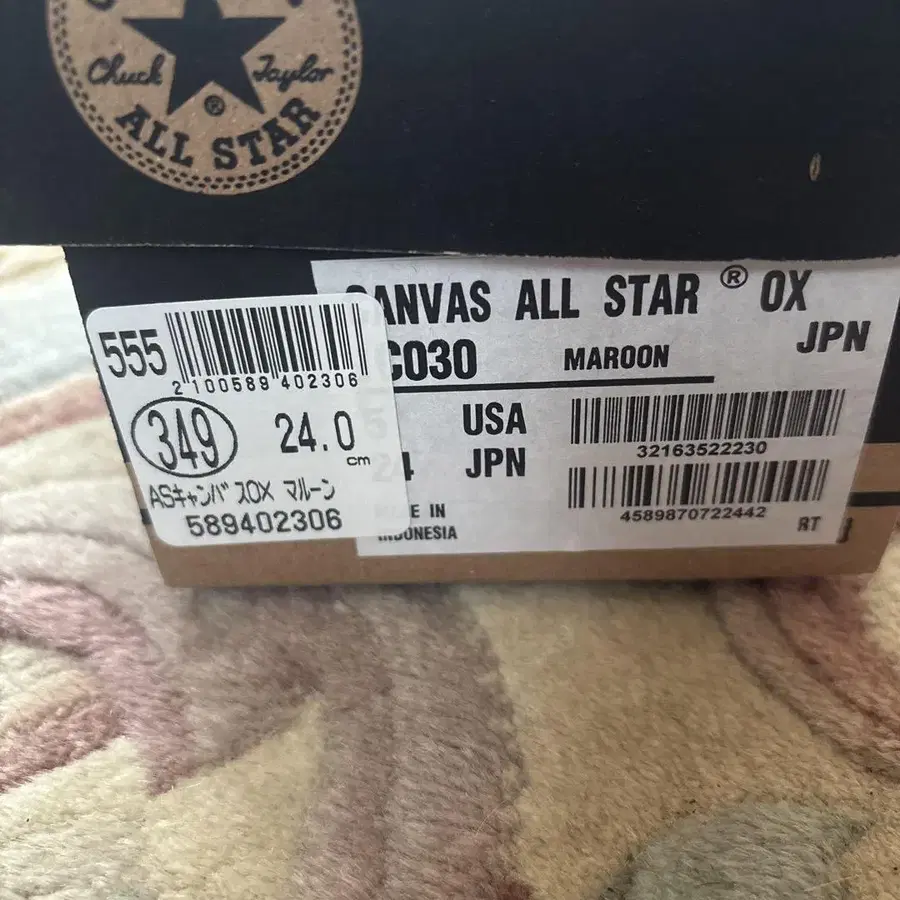 Chuck Taylor
®
ALL STAR
CANVAS ALL STAR ® OX
JPN
C030 MAROON
USA
JPN
32163522230
4589870722442
MADE IN
INDONESIA
RT
555
2 100589 402306
349 24.0 cm
ASキャンバスOX マルーン
589402306